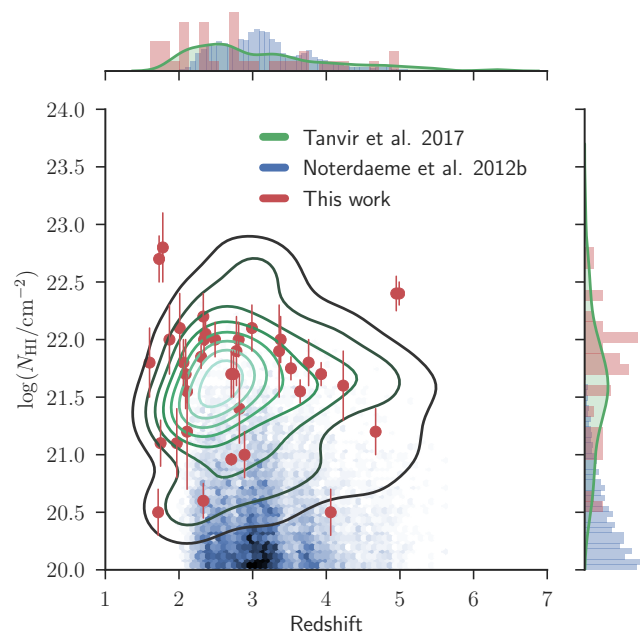 24.0
23.5
23.0
22.5
22.0
21.5
21.0
20.5
20.0
log(N_HI/cm⁻²)
Tanvir et al. 2017
Noterdaeme et al. 2012b
This work
1 2 3 4 5 6 7
Redshift